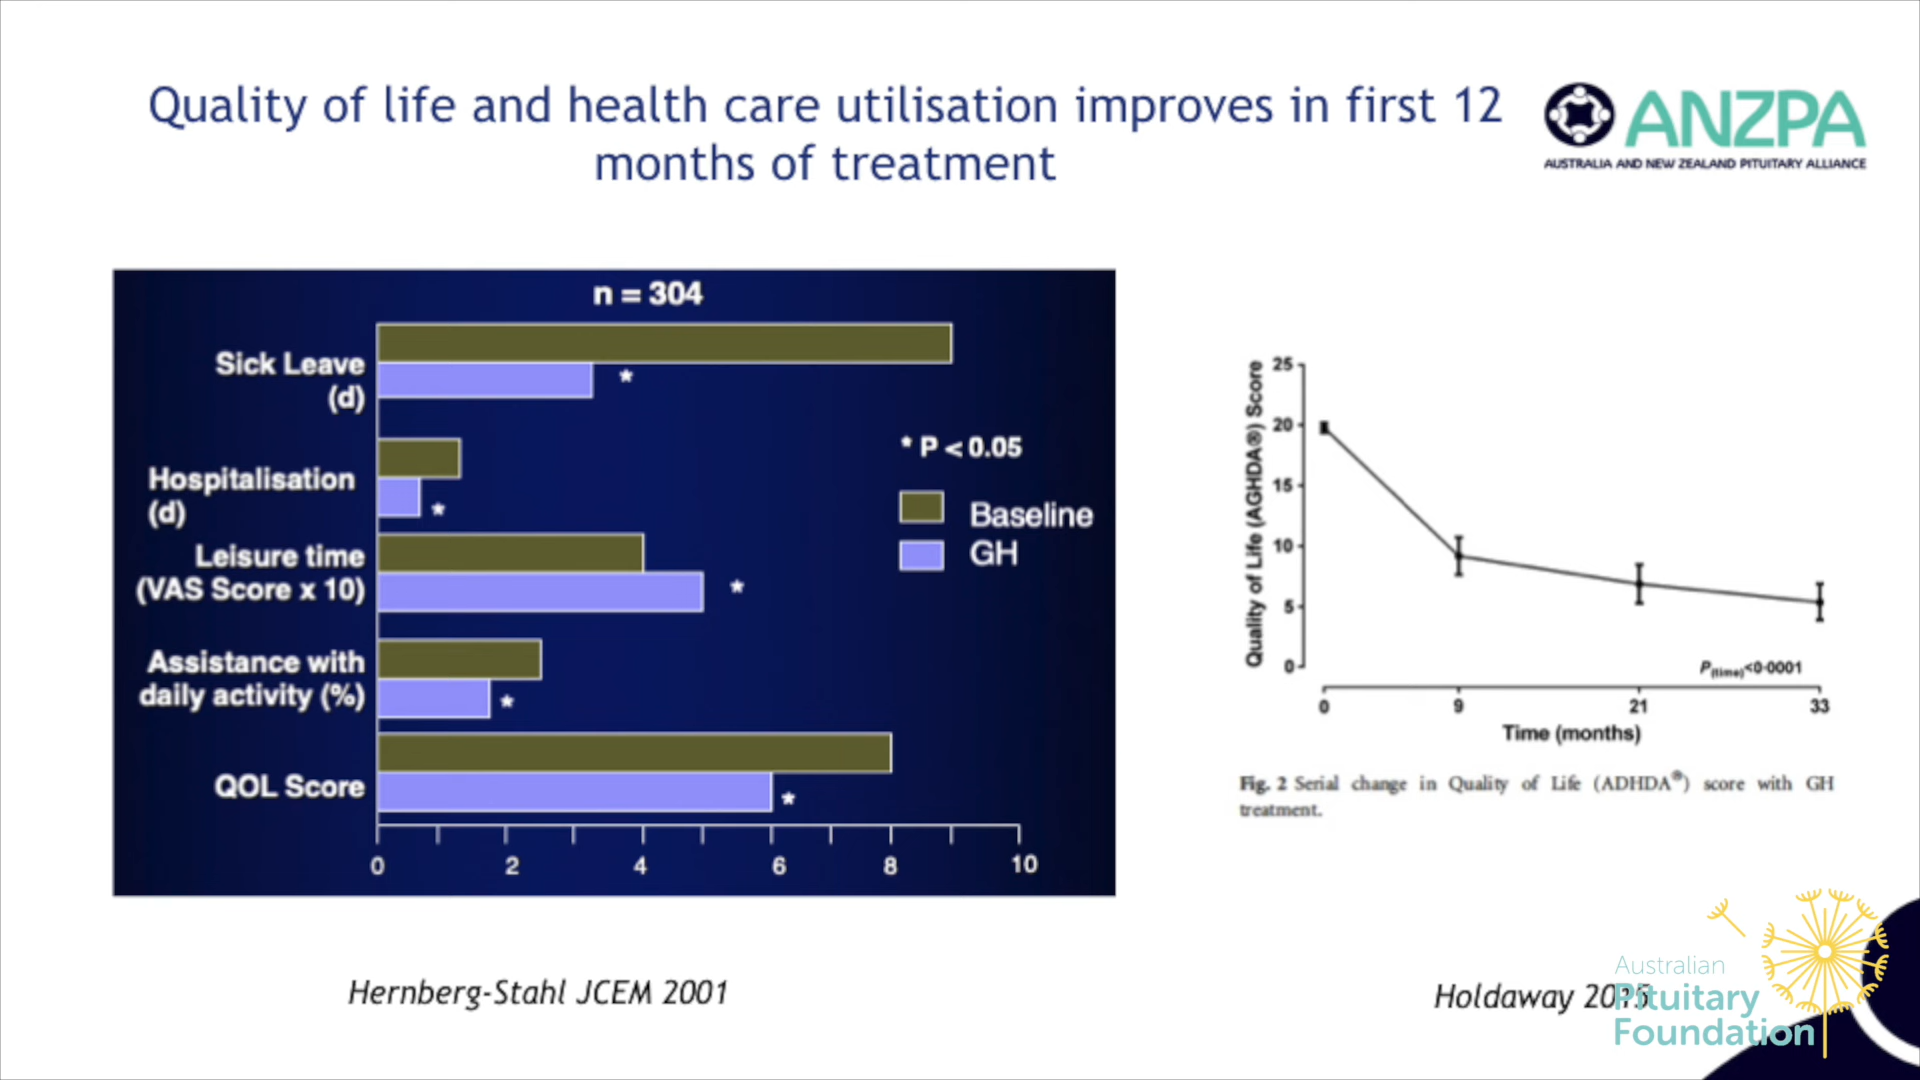 Quality of life and health care utilisation improves in first 12
months of treatment
ANZPA
AUSTRALIA AND NEW ZEALAND PITUITARY ALLIANCE
n = 304
Sick Leave
(d)
*
Hospitalisation
(d)
*
Leisure time
(VAS Score x 10)
*
Assistance with
daily activity (%)
*
QOL Score
*
* P < 0.05
Baseline
GH
0 2 4 6 8 10
Quality of Life (AGHDA®) Score
25
20
15
10
5
0
P(time)<0·0001
0 9 21 33
Time (months)
Fig. 2 Serial change in Quality of Life (ADHDA®) score with GH
treatment.
Hernberg-Stahl JCEM 2001
Holdaway 2015
Australian
Pituitary
Foundation